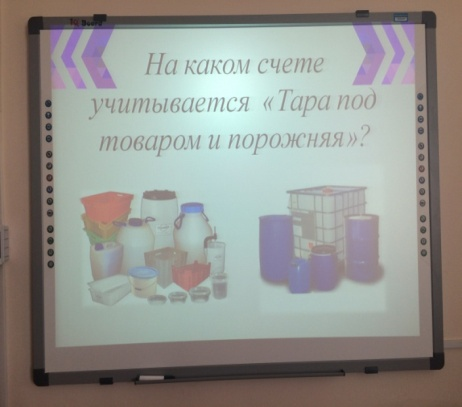 На каком счете
учитывается «Тара под
товаром и порожняя»?